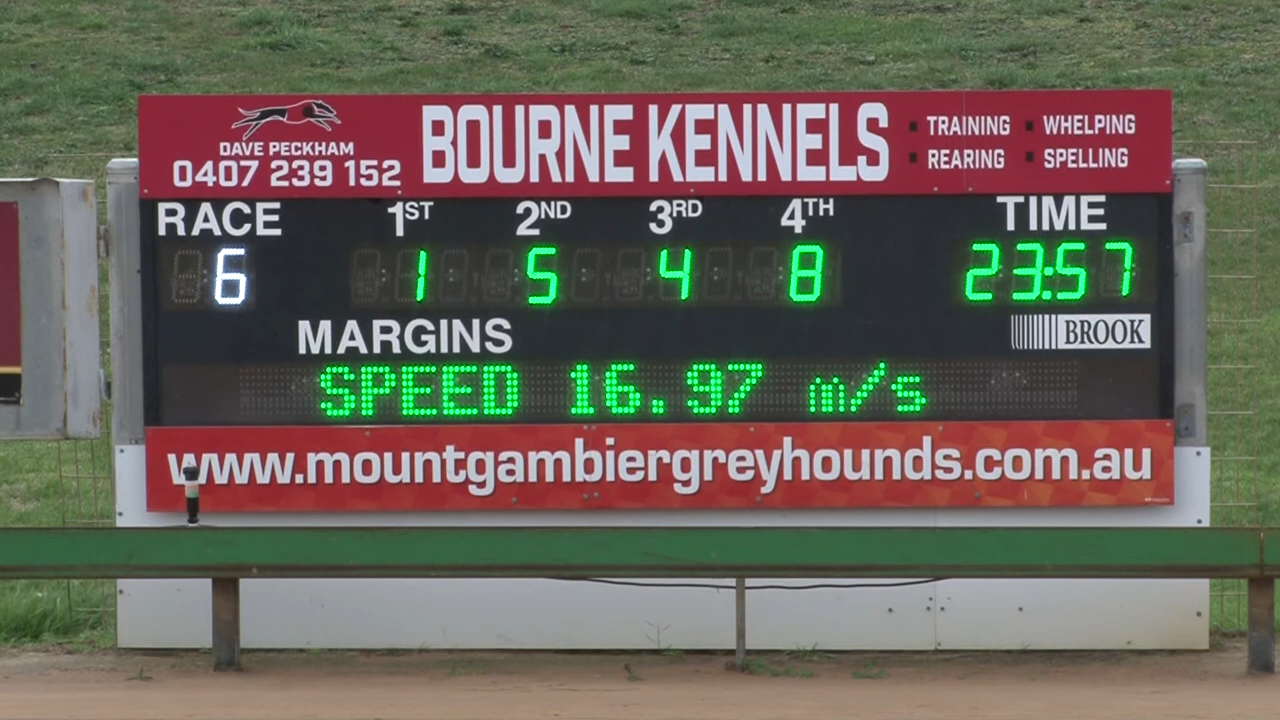 BOURNE KENNELS
DAVE PECKHAM
0407 239 152
TRAINING WHELPING
REARING SPELLING
RACE 1ST 2ND 3RD 4TH TIME
6 1 5 4 8 23:57
MARGINS BROOK
SPEED 16.97 m/s
www.mountgambiergreyhounds.com.au